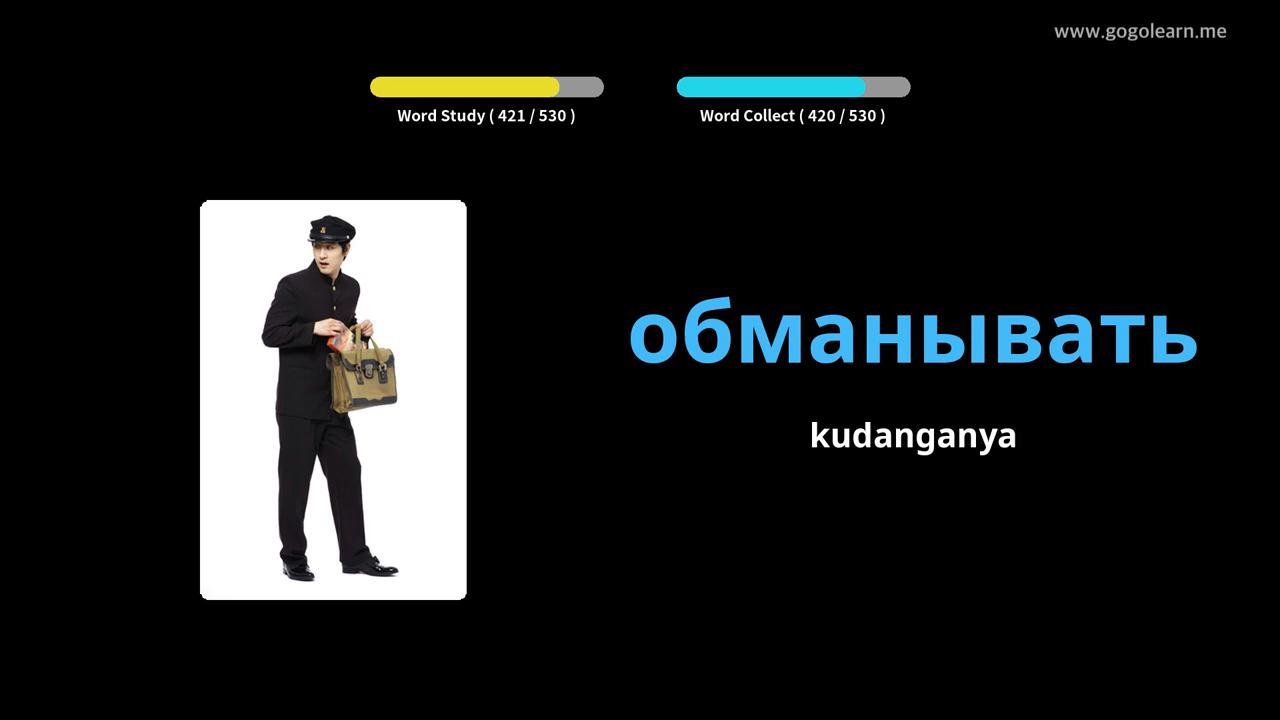 www.gogolearn.me
Word Study ( 421 / 530 )
Word Collect ( 420 / 530 )
обманывать
kudanganya